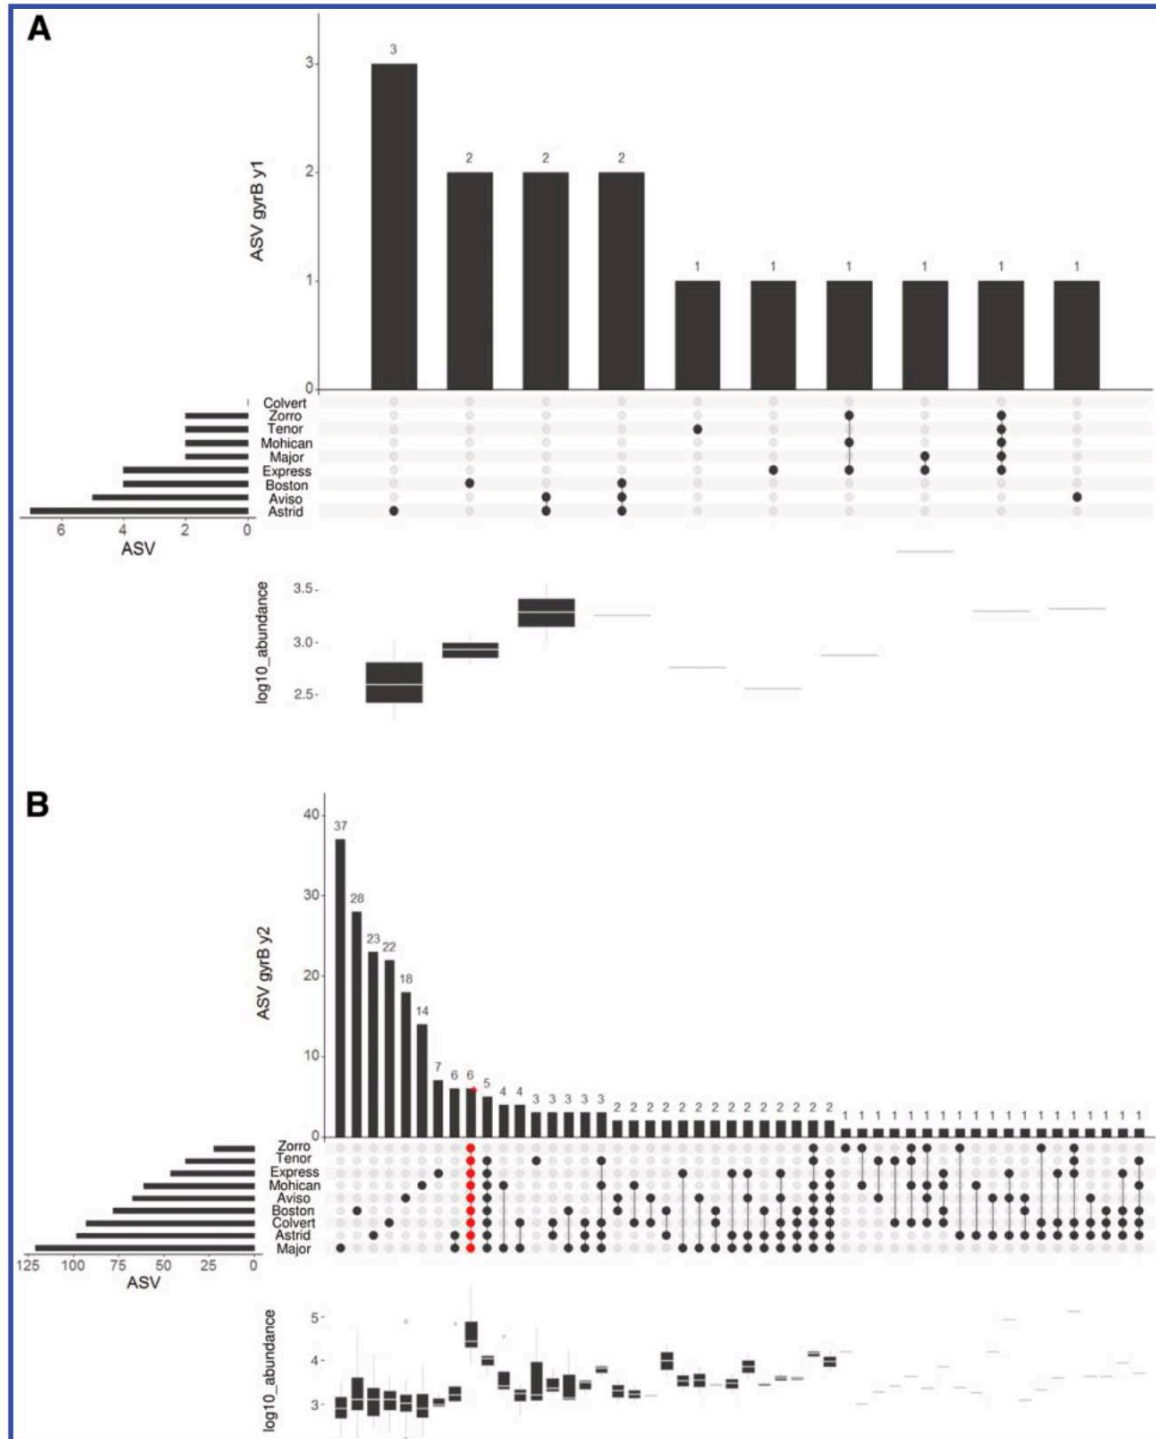 A
ASV gyrB y1
3
2
1
0
3
2
2
2
1
1
1
1
1
1
Colvert
Zorro
Tenor
Mohican
Major
Express
Boston
Aviso
Astrid
6 4 2 0
ASV
log10_abundance
3.5
3.0
2.5
B
ASV gyrB y2
40
30
20
10
0
37
28
23
22
18
14
7
6 6 5 4 4 3 3 3 3 3 2 2 2 2 2 2 2 2 2 2 2 2 2 2 1 1 1 1 1 1 1 1 1 1 1 1 1 1 1 1 1 1 1
Zorro
Tenor
Express
Mohican
Aviso
Boston
Colvert
Astrid
Major
125 100 75 50 25 0
ASV
log10_abundance
5
4
3